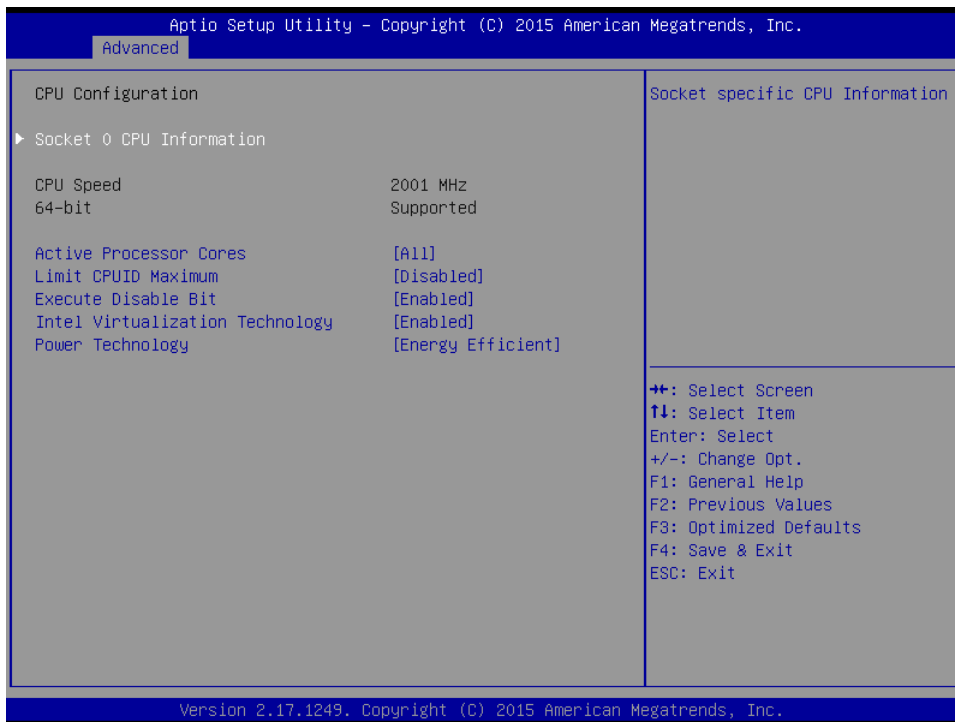 Aptio Setup Utility – Copyright (C) 2015 American Megatrends, Inc.
Advanced
CPU Configuration
Socket 0 CPU Information
CPU Speed 2001 MHz
64-bit Supported
Active Processor Cores [All]
Limit CPUID Maximum [Disabled]
Execute Disable Bit [Enabled]
Intel Virtualization Technology [Enabled]
Power Technology [Energy Efficient]
Socket specific CPU Information
→←: Select Screen
↑↓: Select Item
Enter: Select
+/-: Change Opt.
F1: General Help
F2: Previous Values
F3: Optimized Defaults
F4: Save & Exit
ESC: Exit
Version 2.17.1249. Copyright (C) 2015 American Megatrends, Inc.